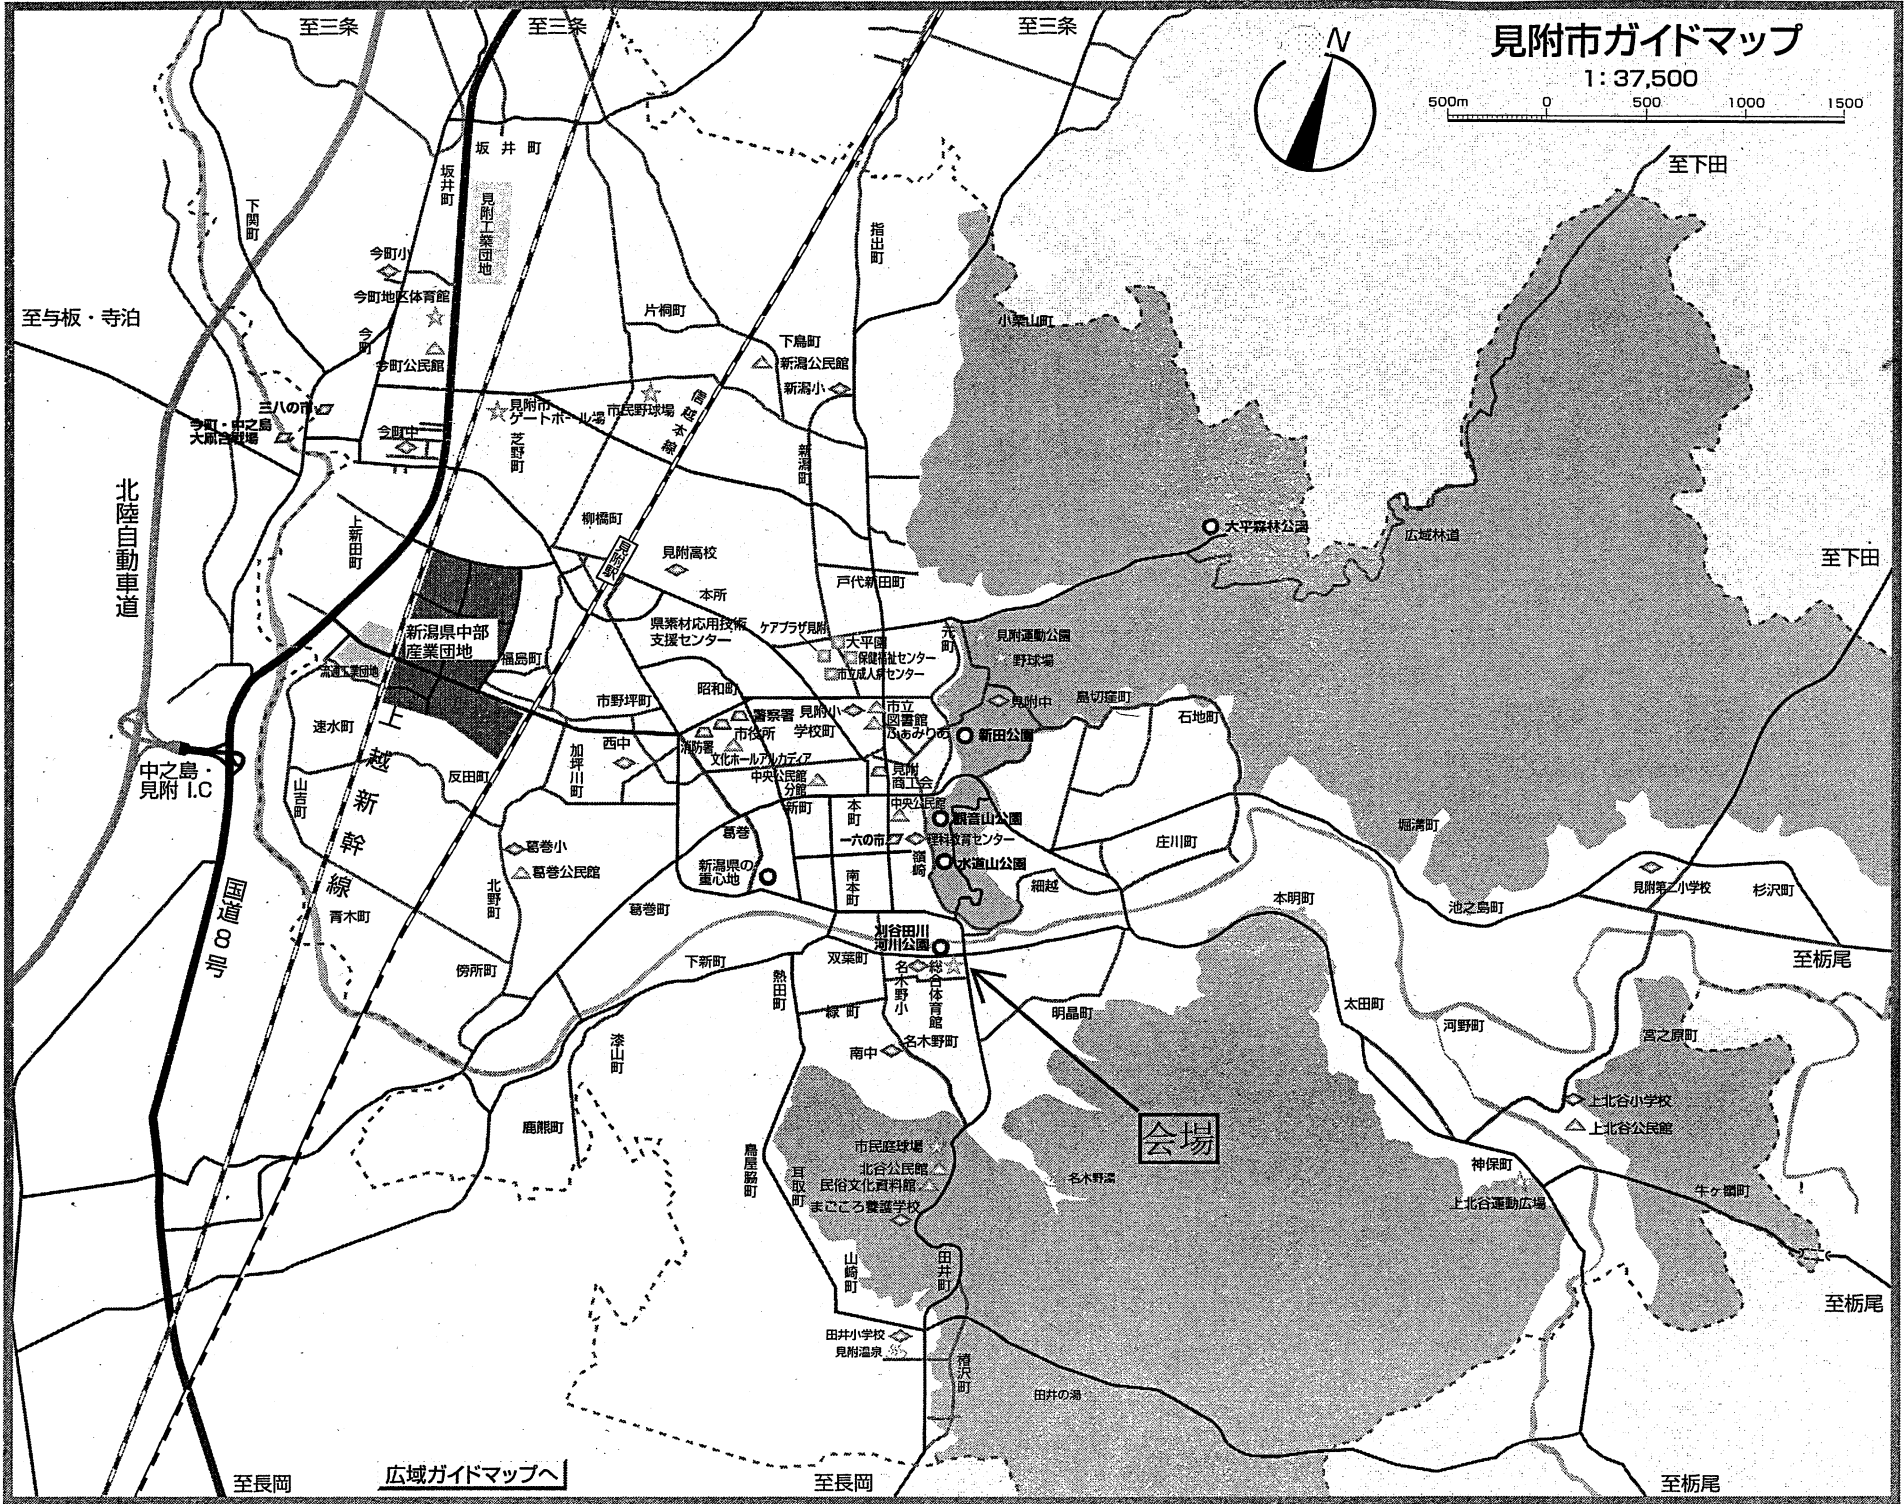 見附市ガイドマップ
1：37,500
500m 0 500 1000 1500
N
至三条
至三条
至三条
至下田
坂井町
坂井町
見附工業団地
下関町
指出町
今町小
今町地区体育館
至与板・寺泊
今町
今町公民館
片桐町
下鳥町
新潟公民館
新潟小
小栗山町
三八の市
今町・中之島
大凧合戦場
今町中
見附市
ゲートボール場
市民野球場
信越本線
芝野町
新潟町
北陸自動車道
上新田町
柳橋町
見附駅
見附高校
本所
戸代新田町
大平森林公園
広域林道
至下田
新潟県中部
産業団地
流通工業団地
福島町
県素材応用技術
支援センター
ケアプラザ見附
大平園
保健福祉センター
市立成人病センター
元町
見附運動公園
野球場
速水町
上越新幹線
市野坪町
昭和町
警察署
見附小
市立
図書館
ふぁみりあ
見附中
島切窪町
石地町
消防署
市役所
学校町
新田公園
西中
文化ホールアルカディア
中之島・
見附 I.C
反田町
加坪川町
中央公民館
分館
見附
商工会
山吉町
新町
本町
中央公民館
観音山公園
葛巻
一六の市
理科教育センター
庄川町
堀溝町
葛巻小
葛巻公民館
新潟県の
重心地
嶺崎
水道山公園
国道8号
北野町
南本町
細越
見附第二小学校
杉沢町
青木町
葛巻町
本明町
池之島町
刈谷田川
河川公園
傍所町
下新町
双葉町
名木野小
総合体育館
至栃尾
熱田町
緑町
明晶町
太田町
河野町
宮之原町
漆山町
南中
名木野町
鹿熊町
会場
上北谷小学校
上北谷公民館
市民庭球場
鳥屋脇町
耳取町
北谷公民館
民俗文化資料館
まごころ養護学校
名木野湯
神保町
上北谷運動広場
牛ヶ嶺町
山崎町
田井町
至栃尾
田井小学校
見附温泉
椿沢町
田井の湯
至長岡
広域ガイドマップへ
至長岡
至栃尾